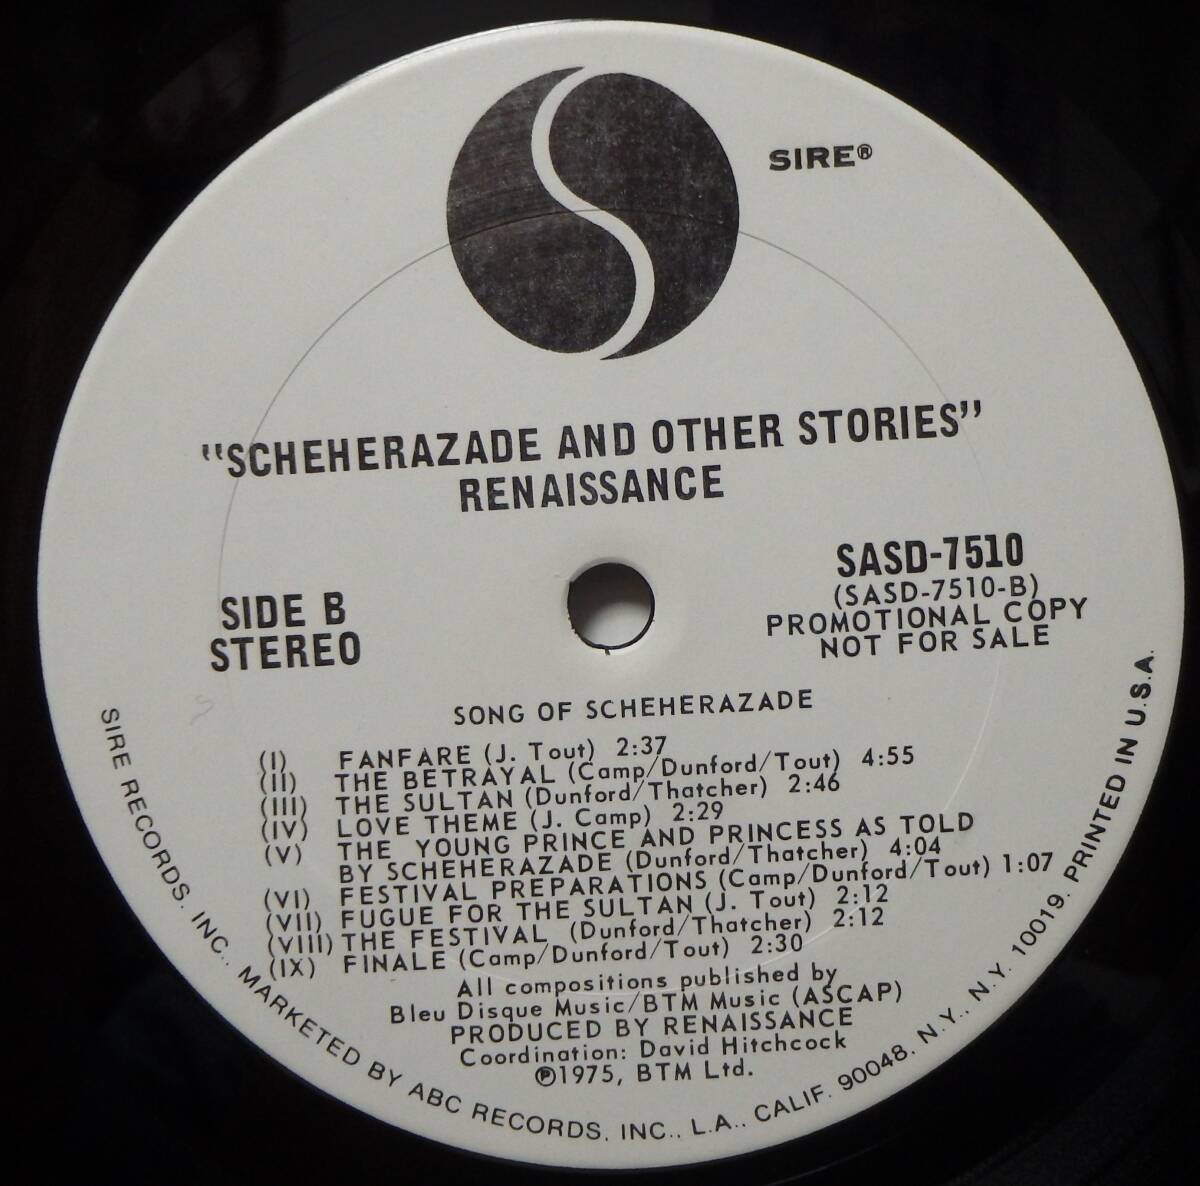 SIRE®
"SCHEHERAZADE AND OTHER STORIES"
RENAISSANCE
SIDE B
STEREO
SASD-7510
(SASD-7510-B)
PROMOTIONAL COPY
NOT FOR SALE
SONG OF SCHEHERAZADE
(I) FANFARE (J. Tout) 2:37
(II) THE BETRAYAL (Camp/Dunford/Tout) 4:55
(III) THE SULTAN (Dunford/Thatcher) 2:46
(IV) LOVE THEME (J. Camp) 2:29
(V) THE YOUNG PRINCE AND PRINCESS AS TOLD
BY SCHEHERAZADE (Dunford/Thatcher) 4:04
(VI) FESTIVAL PREPARATIONS (Camp/Dunford/Tout) 1:07
(VII) FUGUE FOR THE SULTAN (J. Tout) 2:12
(VIII) THE FESTIVAL (Dunford/Thatcher) 2:12
(IX) FINALE (Camp/Dunford/Tout) 2:30
All compositions published by
Bleu Disque Music/BTM Music (ASCAP)
PRODUCED BY RENAISSANCE
Coordination: David Hitchcock
℗1975, BTM Ltd.
SIRE RECORDS, INC., MARKETED BY ABC RECORDS, INC., L.A., CALIF. 90048, N.Y., N.Y. 10019. PRINTED IN U.S.A.